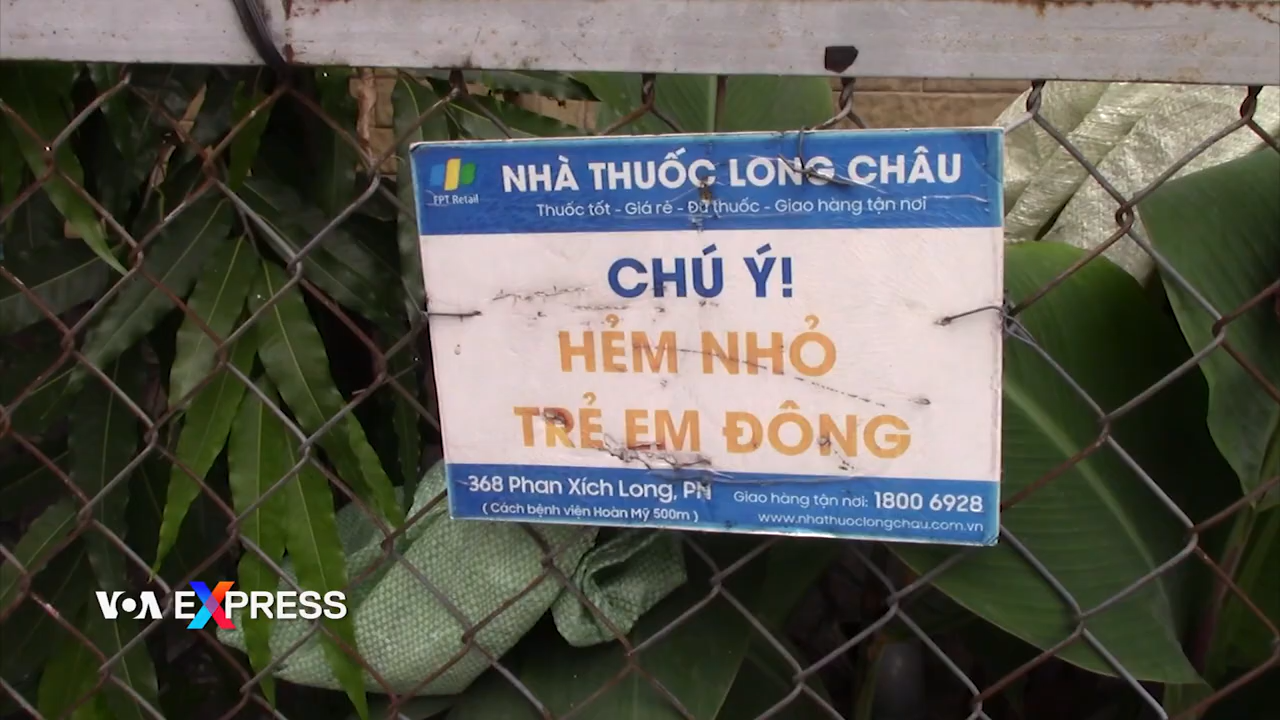 NHÀ THUỐC LONG CHÂU
FPT Retail
Thuốc tốt - Giá rẻ - Đủ thuốc - Giao hàng tận nơi
CHÚ Ý!
HẺM NHỎ
TRẺ EM ĐÔNG
368 Phan Xích Long, PN
(Cách bệnh viện Hoàn Mỹ 500m)
Giao hàng tận nơi: 1800 6928
www.nhathuoclongchau.com.vn
VOA EXPRESS